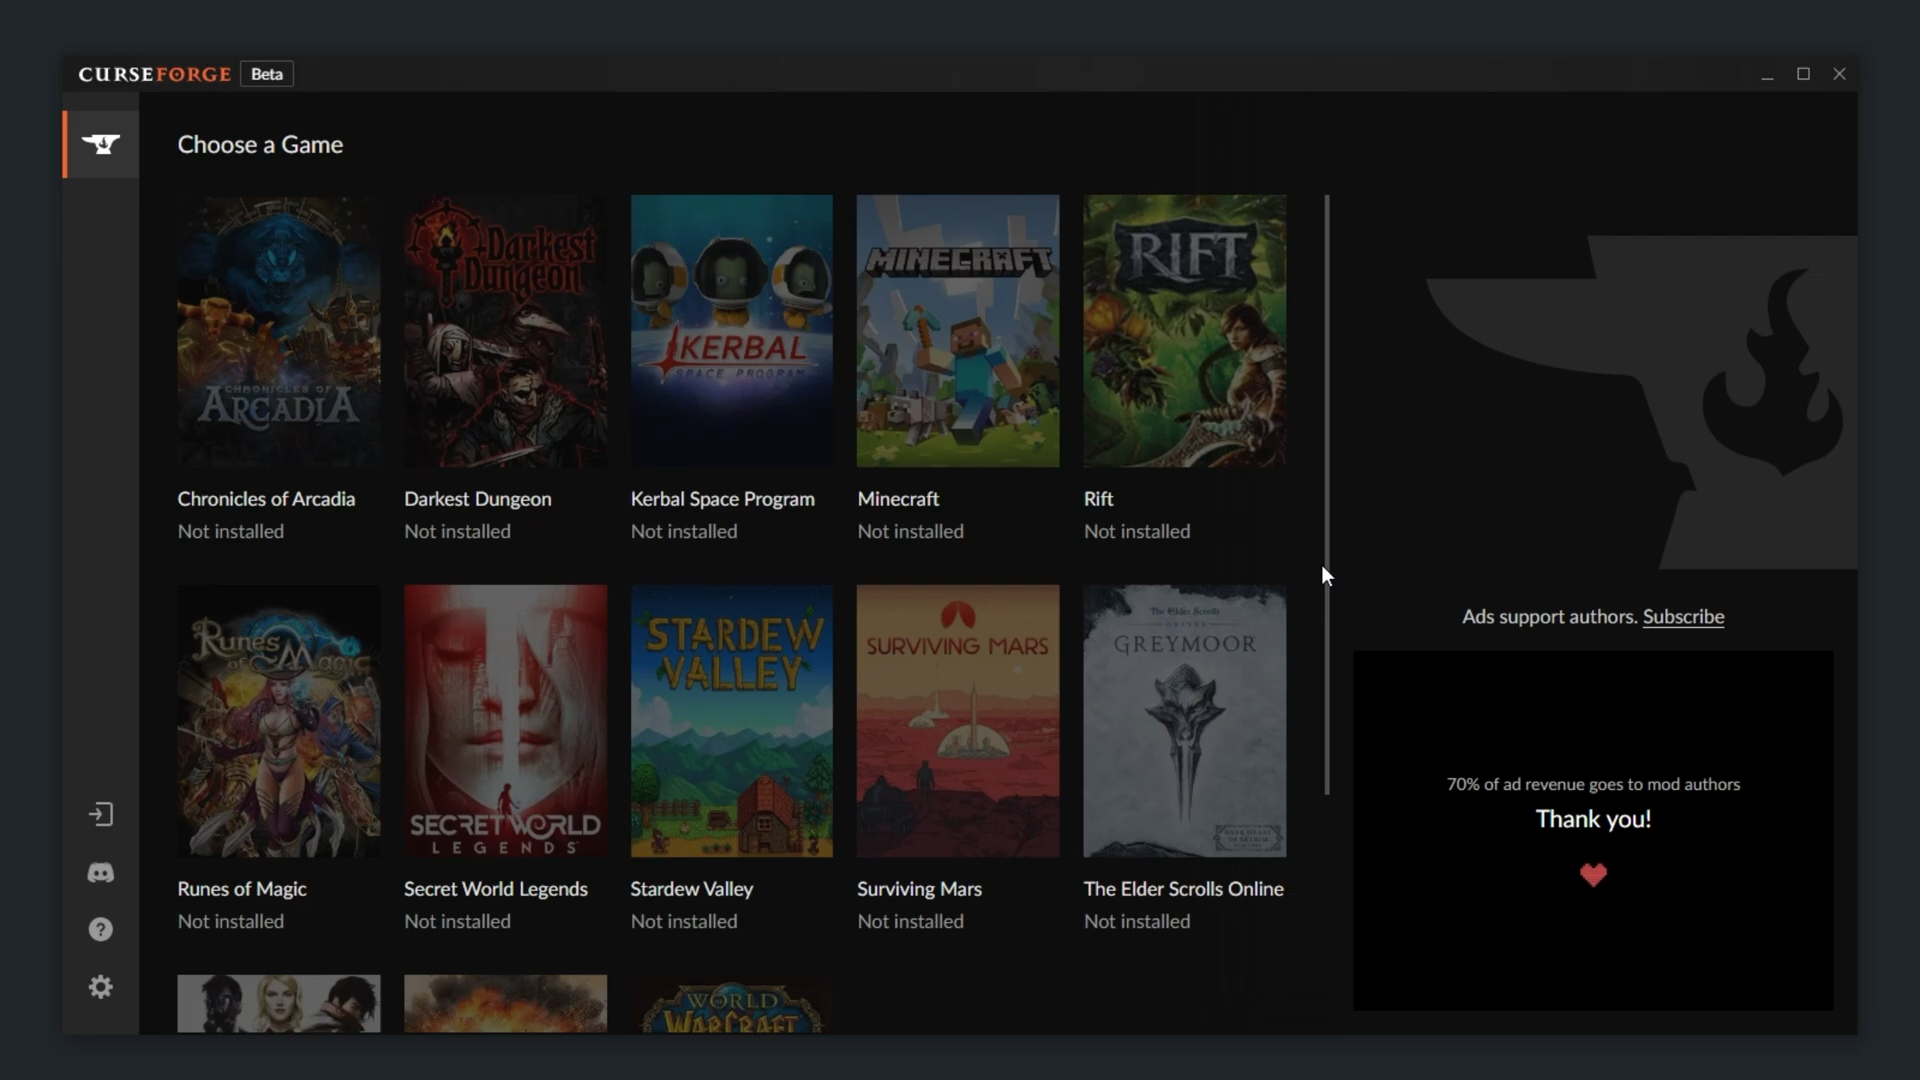 CURSEFORGE Beta
Choose a Game
CHRONICLES OF
ARCADIA
Darkest
Dungeon
KERBAL
SPACE PROGRAM
MINECRAFT
RIFT
Chronicles of Arcadia
Not installed
Darkest Dungeon
Not installed
Kerbal Space Program
Not installed
Minecraft
Not installed
Rift
Not installed
Runes
of Magic
SECRET WORLD
LEGENDS
STARDEW
VALLEY
SURVIVING MARS
The Elder Scrolls
ONLINE
GREYMOOR
Runes of Magic
Not installed
Secret World Legends
Not installed
Stardew Valley
Not installed
Surviving Mars
Not installed
The Elder Scrolls Online
Not installed
WORLD
WARCRAFT
Ads support authors. Subscribe
70% of ad revenue goes to mod authors
Thank you!